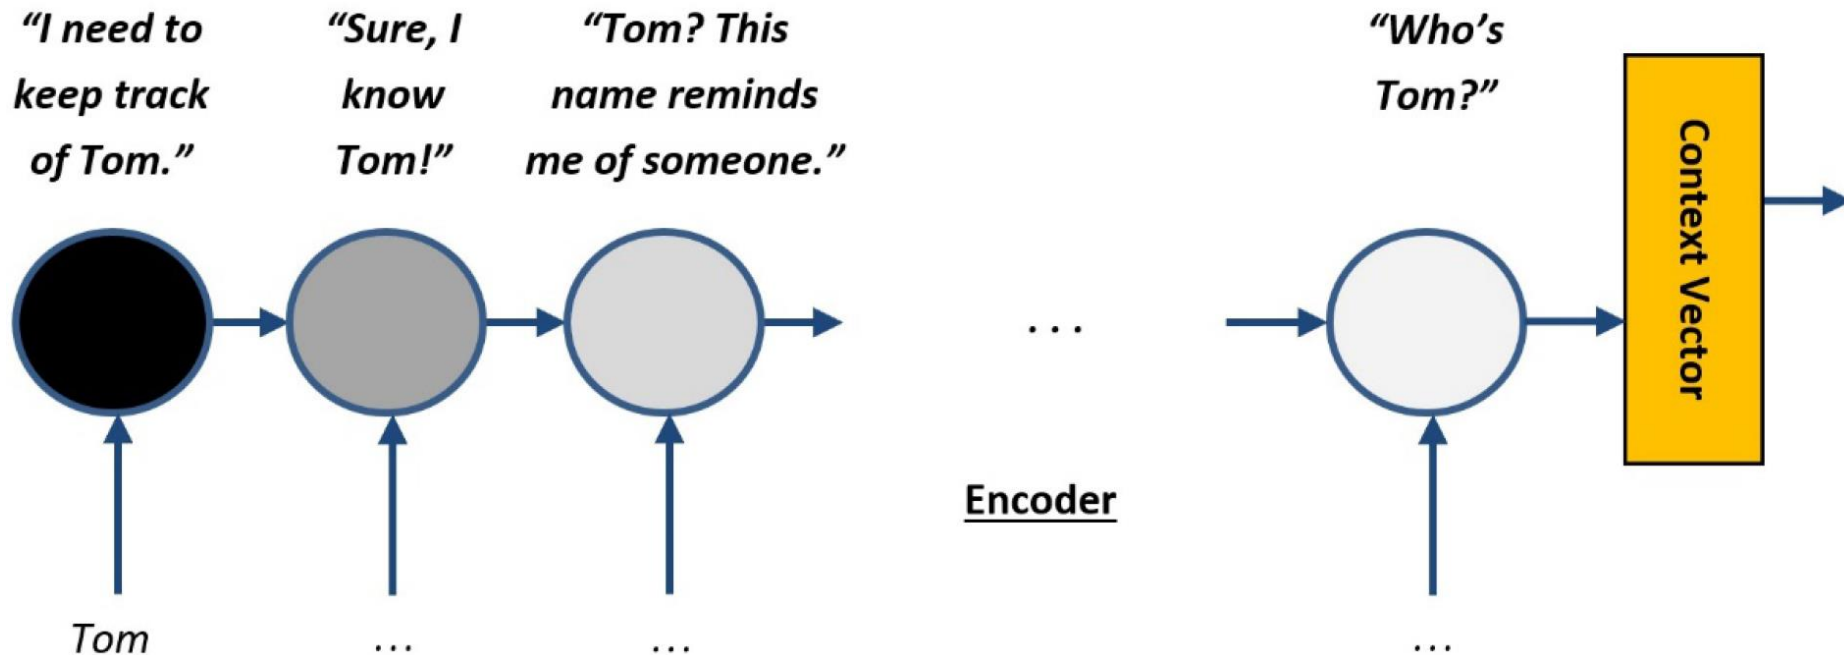 “I need to
keep track
of Tom.”
“Sure, I
know
Tom!”
“Tom? This
name reminds
me of someone.”
“Who’s
Tom?”
Context Vector
...
Encoder
Tom
...
...
...